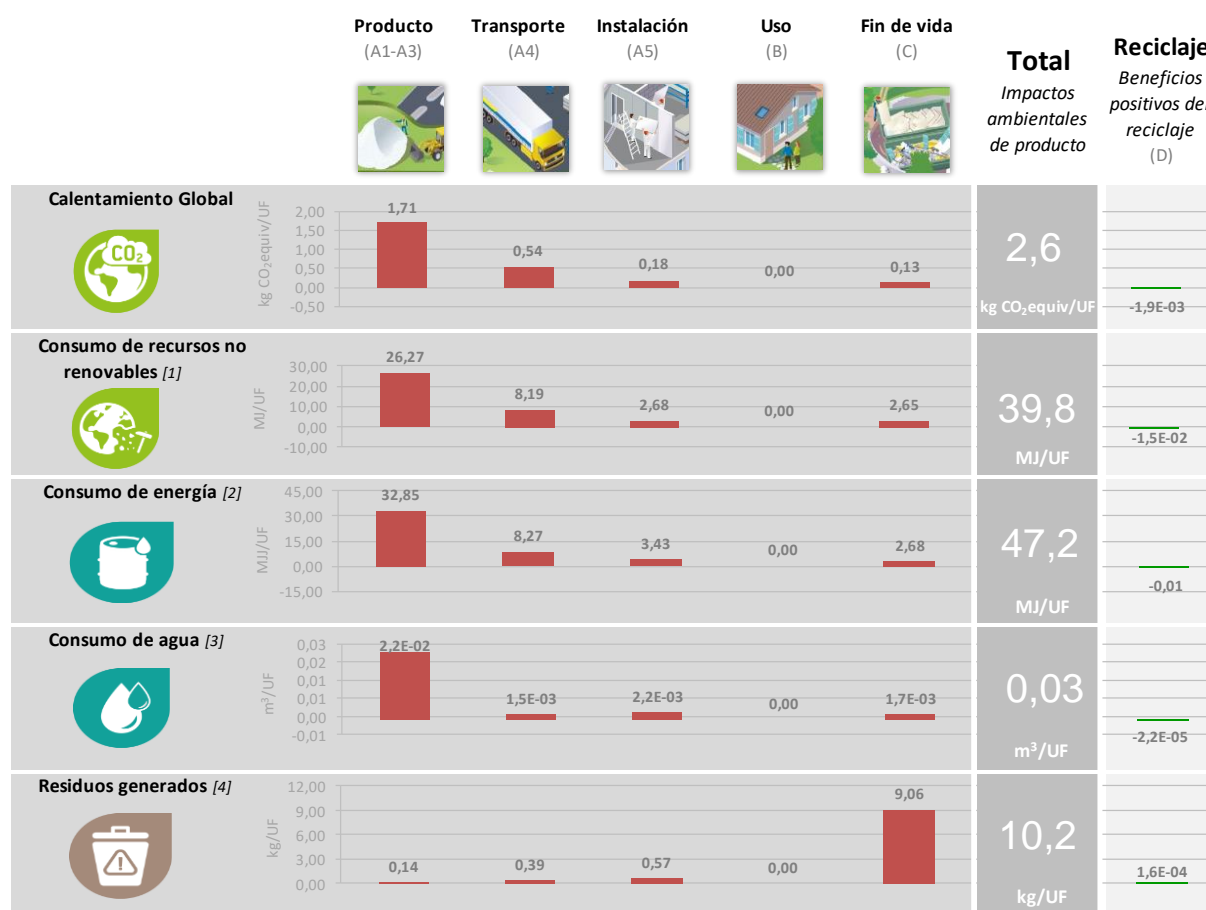 Producto
(A1-A3)
Transporte
(A4)
Instalación
(A5)
Uso
(B)
Fin de vida
(C)
Total
Impactos
ambientales
de producto
Reciclaje
Beneficios
positivos del
reciclaje
(D)
Calentamiento Global
CO₂
kg CO₂equiv/UF
2,00
1,50
1,00
0,50
0,00
-0,50
1,71
0,54
0,18
0,00
0,13
2,6
kg CO₂equiv/UF
-1,9E-03
Consumo de recursos no
renovables [1]
MJ/UF
30,00
20,00
10,00
0,00
-10,00
26,27
8,19
2,68
0,00
2,65
39,8
MJ/UF
-1,5E-02
Consumo de energía [2]
MJJ/UF
45,00
30,00
15,00
0,00
-15,00
32,85
8,27
3,43
0,00
2,68
47,2
MJ/UF
-0,01
Consumo de agua [3]
m³/UF
0,03
0,02
0,01
0,01
0,00
-0,01
2,2E-02
1,5E-03
2,2E-03
0,00
1,7E-03
0,03
m³/UF
-2,2E-05
Residuos generados [4]
kg/UF
12,00
9,00
6,00
3,00
0,00
0,14
0,39
0,57
0,00
9,06
10,2
kg/UF
1,6E-04